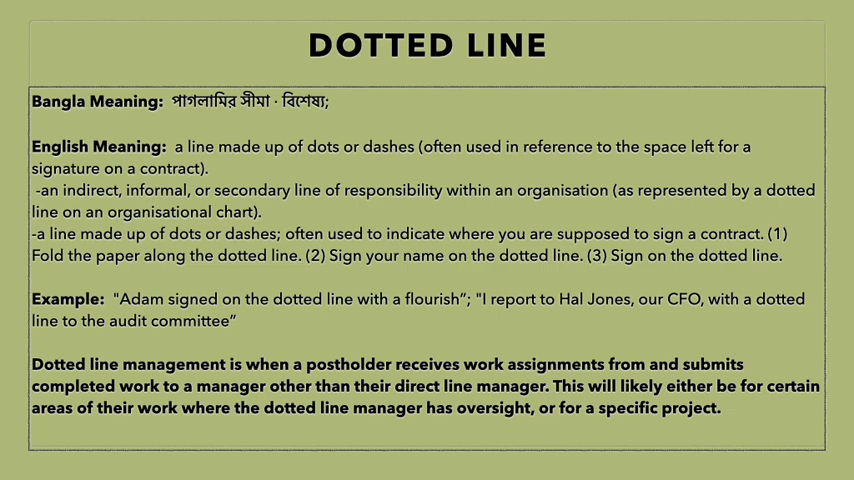 DOTTED LINE
Bangla Meaning: পাগলামির সীমা · বিশেষ্য;
English Meaning: a line made up of dots or dashes (often used in reference to the space left for a
signature on a contract).
-an indirect, informal, or secondary line of responsibility within an organisation (as represented by a dotted
line on an organisational chart).
-a line made up of dots or dashes; often used to indicate where you are supposed to sign a contract. (1)
Fold the paper along the dotted line. (2) Sign your name on the dotted line. (3) Sign on the dotted line.
Example: "Adam signed on the dotted line with a flourish”; "I report to Hal Jones, our CFO, with a dotted
line to the audit committee”
Dotted line management is when a postholder receives work assignments from and submits
completed work to a manager other than their direct line manager. This will likely either be for certain
areas of their work where the dotted line manager has oversight, or for a specific project.